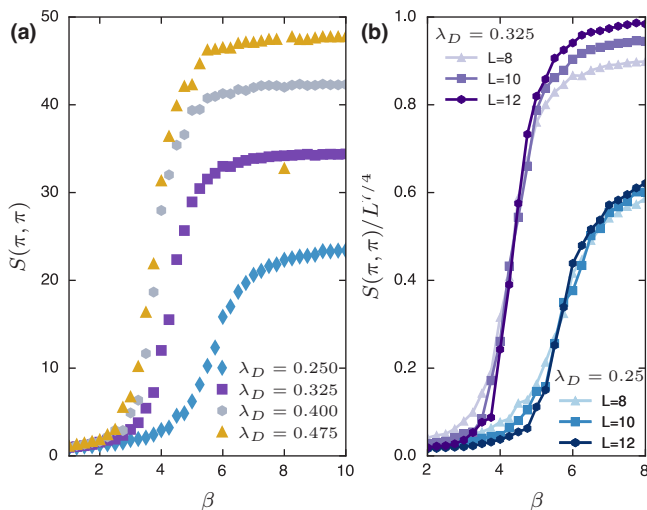 (a)
S(π, π)
50
40
30
20
10
0
λ_D = 0.250
λ_D = 0.325
λ_D = 0.400
λ_D = 0.475
2 4 6 8 10
β
(b)
S(π, π)/L^{7/4}
1.0
0.8
0.6
0.4
0.2
0.0
λ_D = 0.325
L=8
L=10
L=12
λ_D = 0.25
L=8
L=10
L=12
2 4 6 8
β